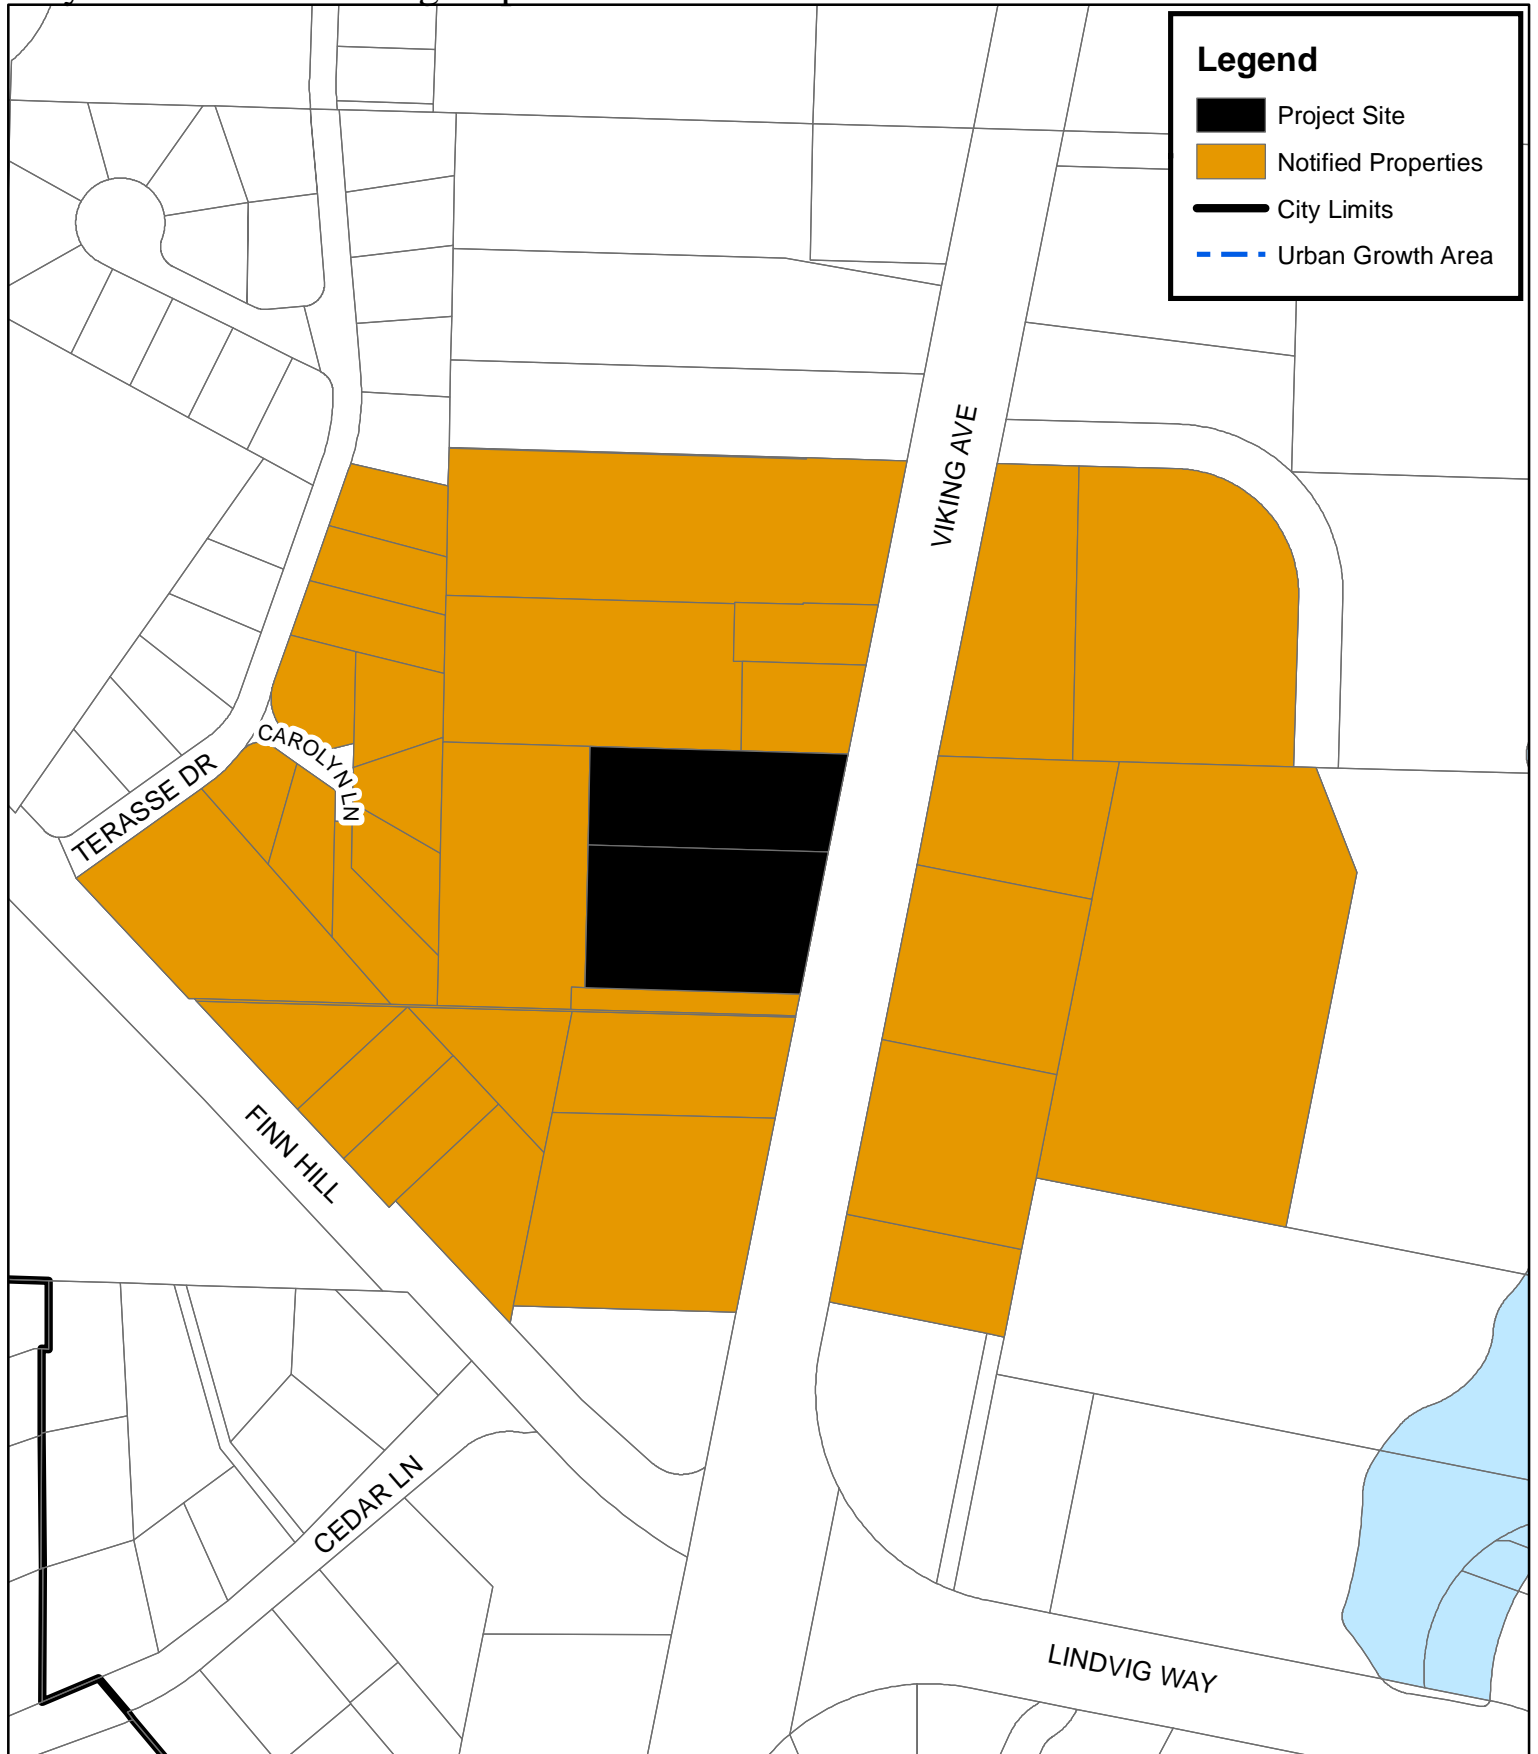 Legend
Project Site
Notified Properties
City Limits
Urban Growth Area
VIKING AVE
CAROLYN LN
TERASSE DR
FINN HILL
CEDAR LN
LINDVIG WAY